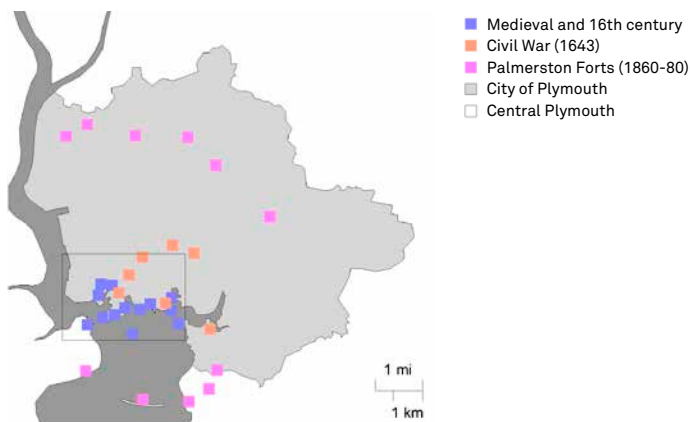 Medieval and 16th century
Civil War (1643)
Palmerston Forts (1860-80)
City of Plymouth
Central Plymouth
1 mi
1 km